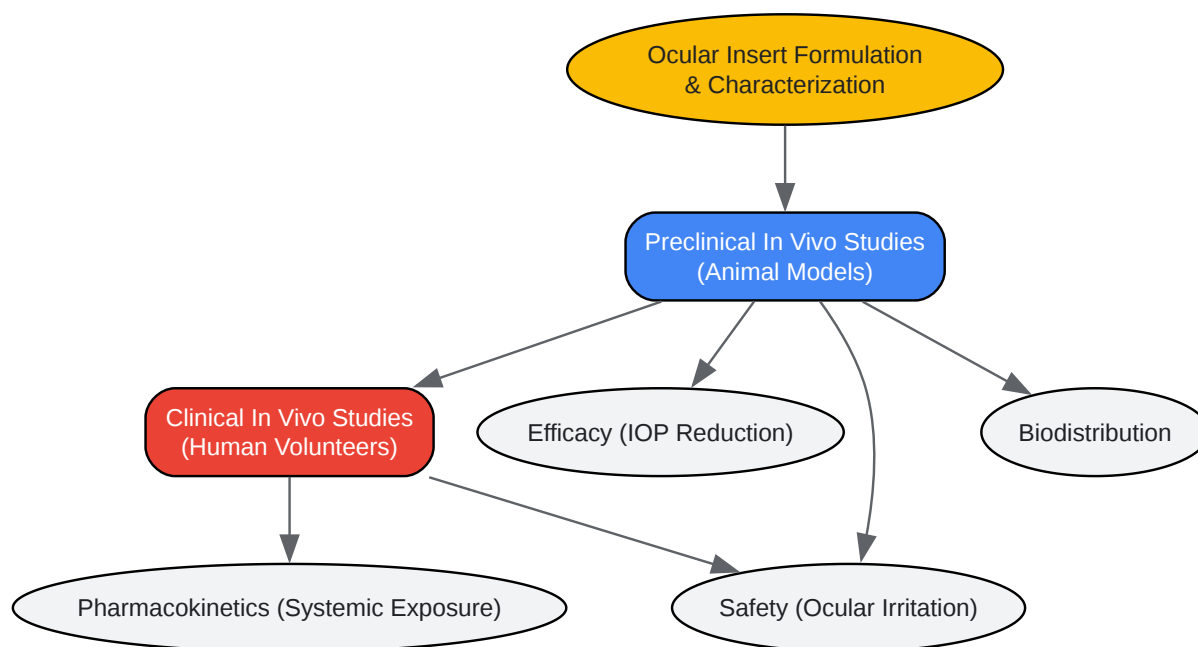 Ocular Insert Formulation
& Characterization
Preclinical In Vivo Studies
(Animal Models)
Clinical In Vivo Studies
(Human Volunteers)
Efficacy (IOP Reduction)
Biodistribution
Pharmacokinetics (Systemic Exposure)
Safety (Ocular Irritation)